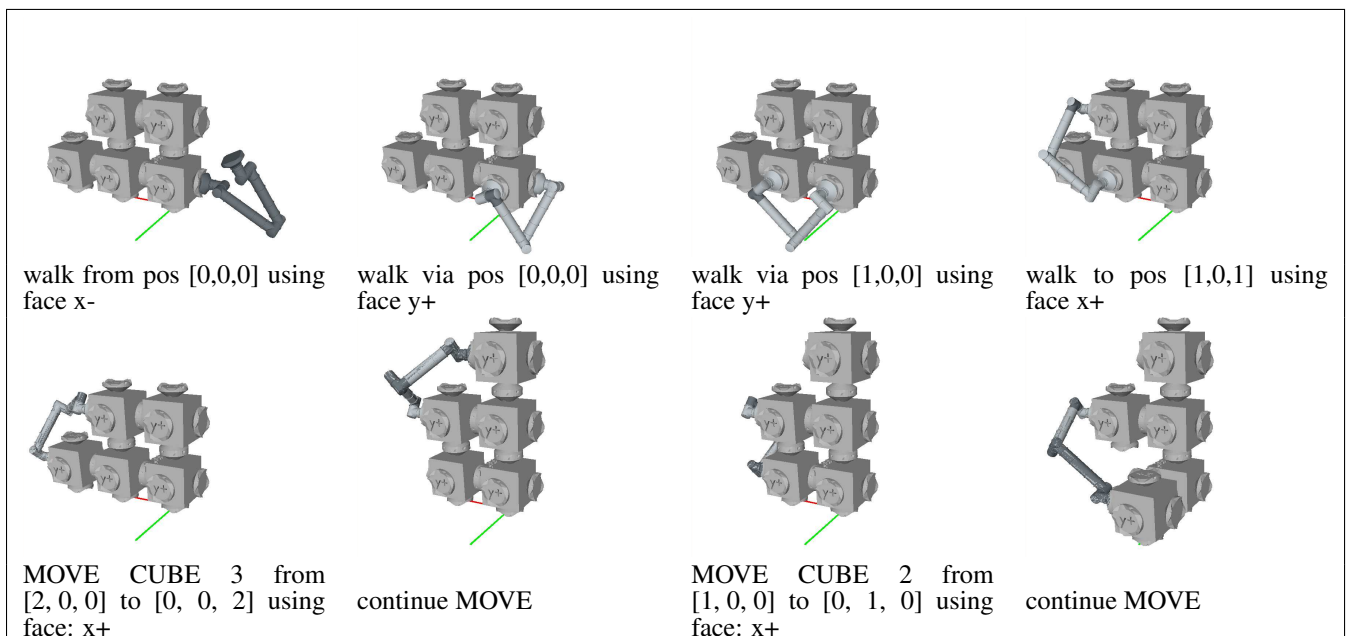 y+ y+
y+ y+ y+
walk from pos [0,0,0] using
face x-
y+ y+
y+ y+
walk via pos [0,0,0] using
face y+
y+ y+
y+
walk via pos [1,0,0] using
face y+
y+ y+
y+ y+
walk to pos [1,0,1] using
face x+
y+ y+
y+ y+ y+
MOVE CUBE 3 from
[2, 0, 0] to [0, 0, 2] using
face: x+
y+
y+ y+
y+ y+
continue MOVE
y+
y+ y+
y+ y+
MOVE CUBE 2 from
[1, 0, 0] to [0, 1, 0] using
face: x+
y+
y+ y+
y+
continue MOVE